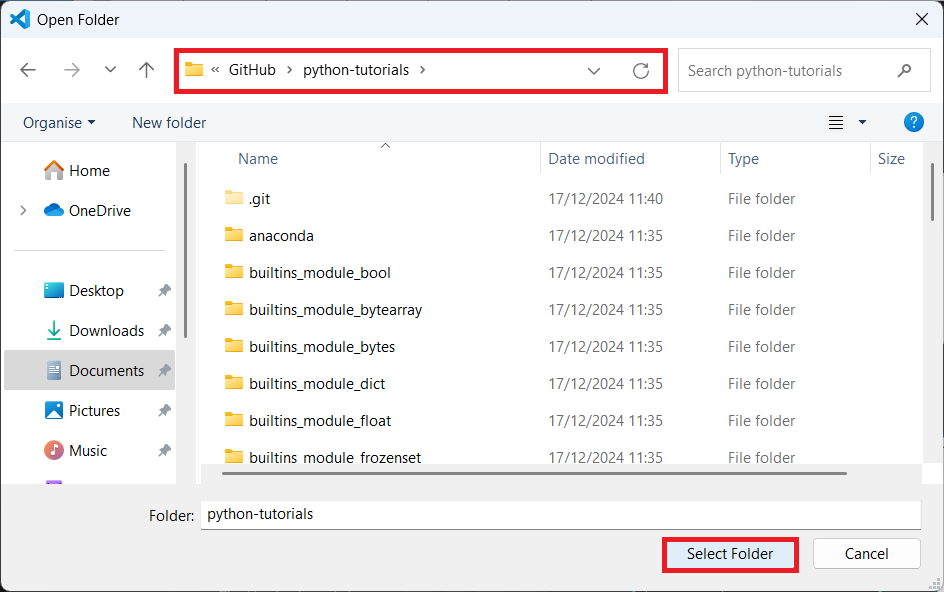 Open Folder
« GitHub > python-tutorials >
Search python-tutorials
Organise New folder ?
Name Date modified Type Size
Home
OneDrive
Desktop
Downloads
Documents
Pictures
Music
.git 17/12/2024 11:40 File folder
anaconda 17/12/2024 11:35 File folder
builtins_module_bool 17/12/2024 11:35 File folder
builtins_module_bytearray 17/12/2024 11:35 File folder
builtins_module_bytes 17/12/2024 11:35 File folder
builtins_module_dict 17/12/2024 11:35 File folder
builtins_module_float 17/12/2024 11:35 File folder
builtins_module_frozenset 17/12/2024 11:35 File folder
Folder: python-tutorials
Select Folder Cancel